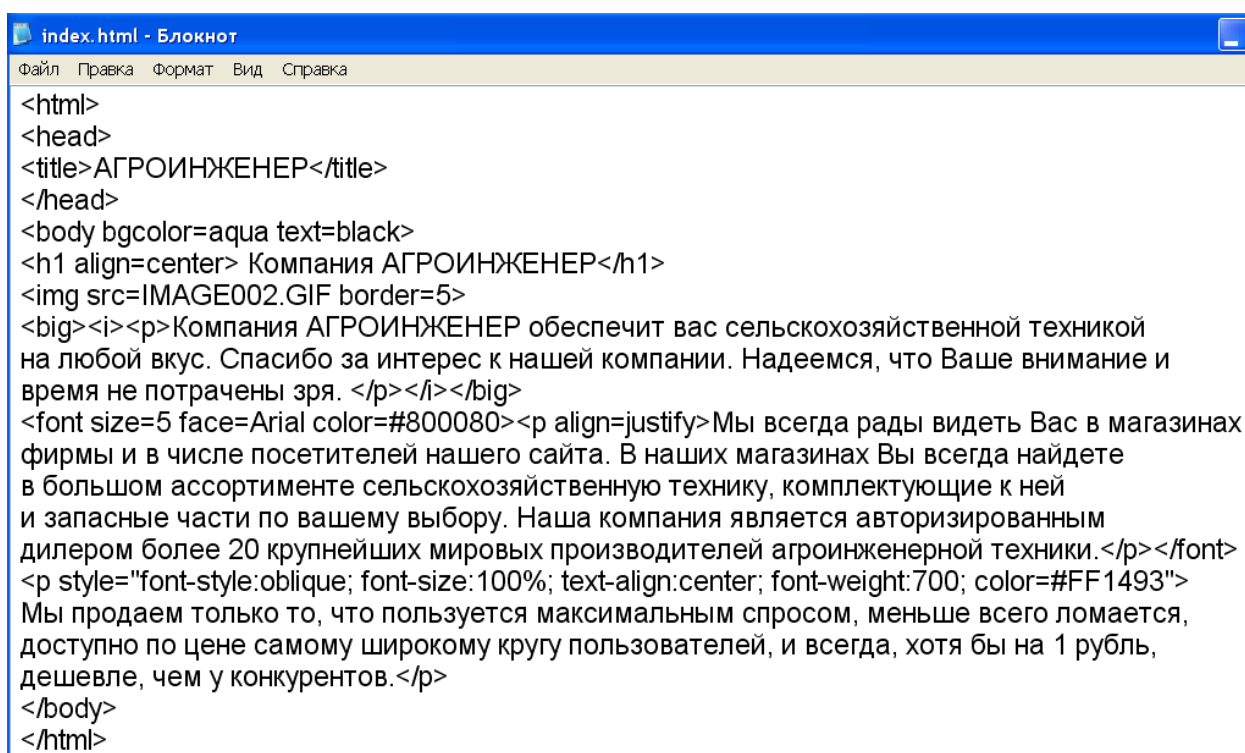 index.html - Блокнот
Файл Правка Формат Вид Справка
<html>
<head>
<title>АГРОИНЖЕНЕР</title>
</head>
<body bgcolor=aqua text=black>
<h1 align=center> Компания АГРОИНЖЕНЕР</h1>
<img src=IMAGE002.GIF border=5>
<big><i><p>Компания АГРОИНЖЕНЕР обеспечит вас сельскохозяйственной техникой
на любой вкус. Спасибо за интерес к нашей компании. Надеемся, что Ваше внимание и
время не потрачены зря. </p></i></big>
<font size=5 face=Arial color=#800080><p align=justify>Мы всегда рады видеть Вас в магазинах
фирмы и в числе посетителей нашего сайта. В наших магазинах Вы всегда найдете
в большом ассортименте сельскохозяйственную технику, комплектующие к ней
и запасные части по вашему выбору. Наша компания является авторизированным
дилером более 20 крупнейших мировых производителей агроинженерной техники.</p></font>
<p style="font-style:oblique; font-size:100%; text-align:center; font-weight:700; color=#FF1493">
Мы продаем только то, что пользуется максимальным спросом, меньше всего ломается,
доступно по цене самому широкому кругу пользователей, и всегда, хотя бы на 1 рубль,
дешевле, чем у конкурентов.</p>
</body>
</html>